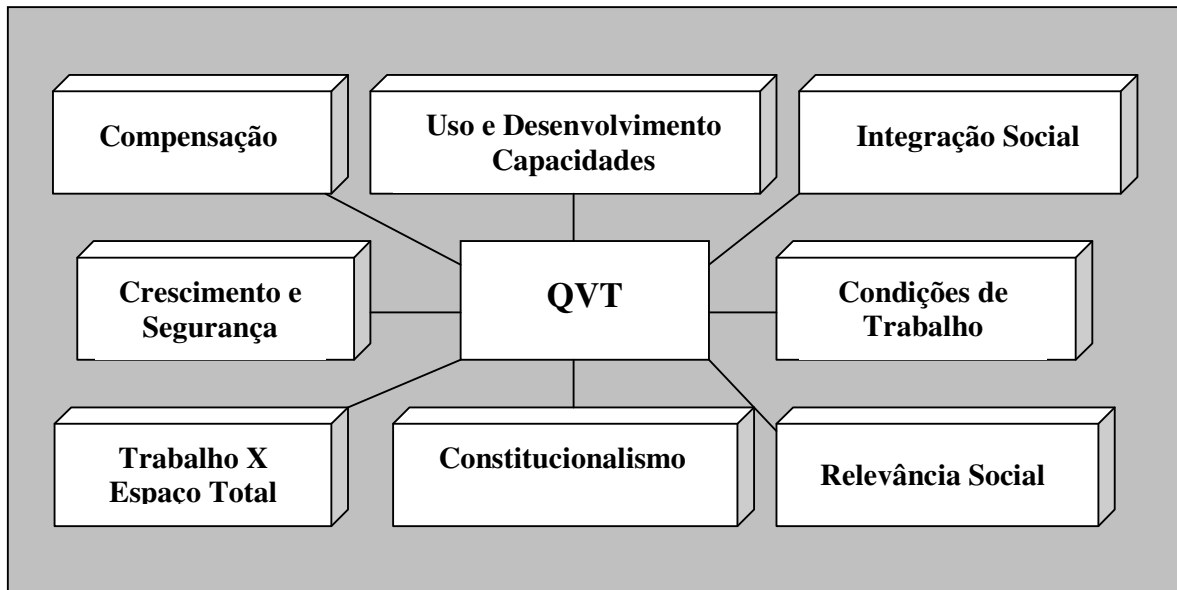 Compensação
Uso e Desenvolvimento
Capacidades
Integração Social
Crescimento e
Segurança
QVT
Condições de
Trabalho
Trabalho X
Espaço Total
Constitucionalismo
Relevância Social